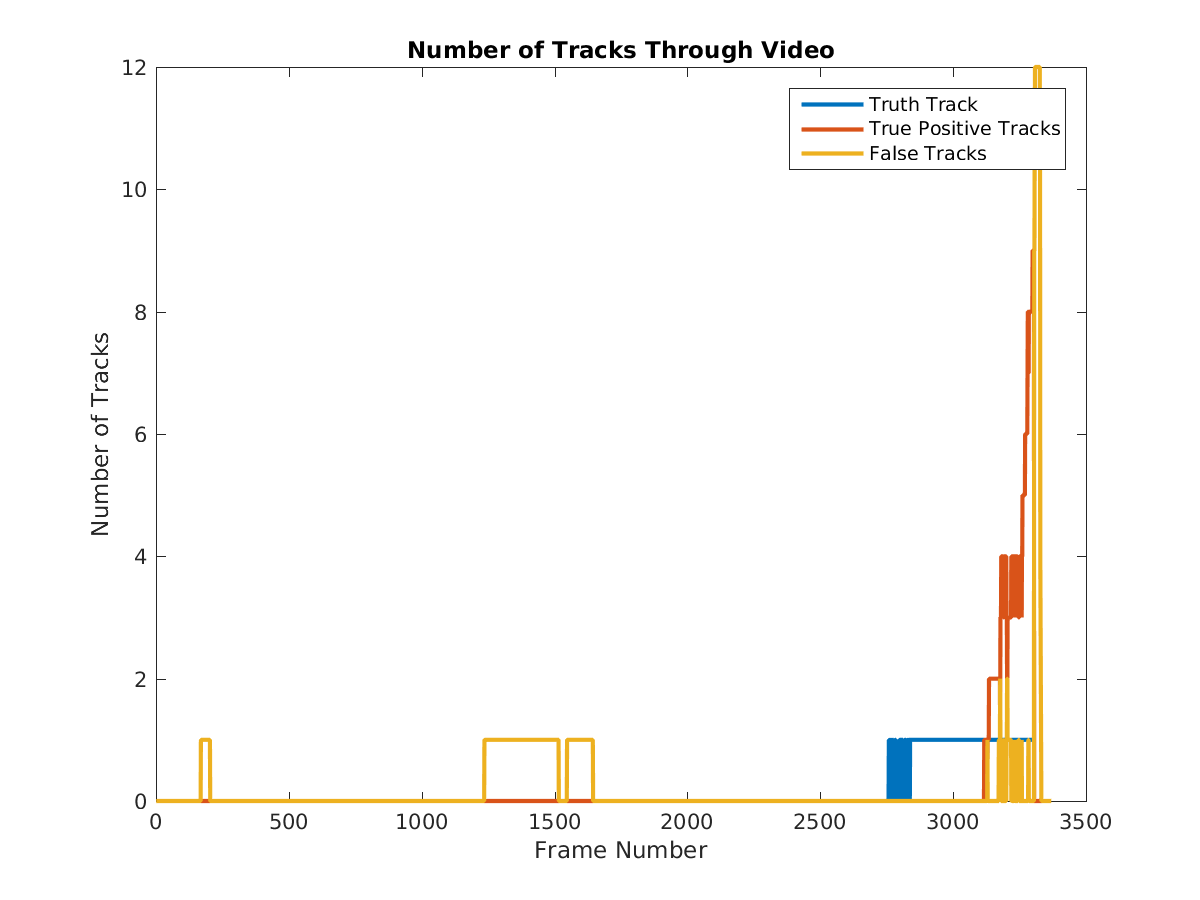 Number of Tracks Through Video
12
10
8
6
4
2
0
Number of Tracks
Truth Track
True Positive Tracks
False Tracks
0 500 1000 1500 2000 2500 3000 3500
Frame Number